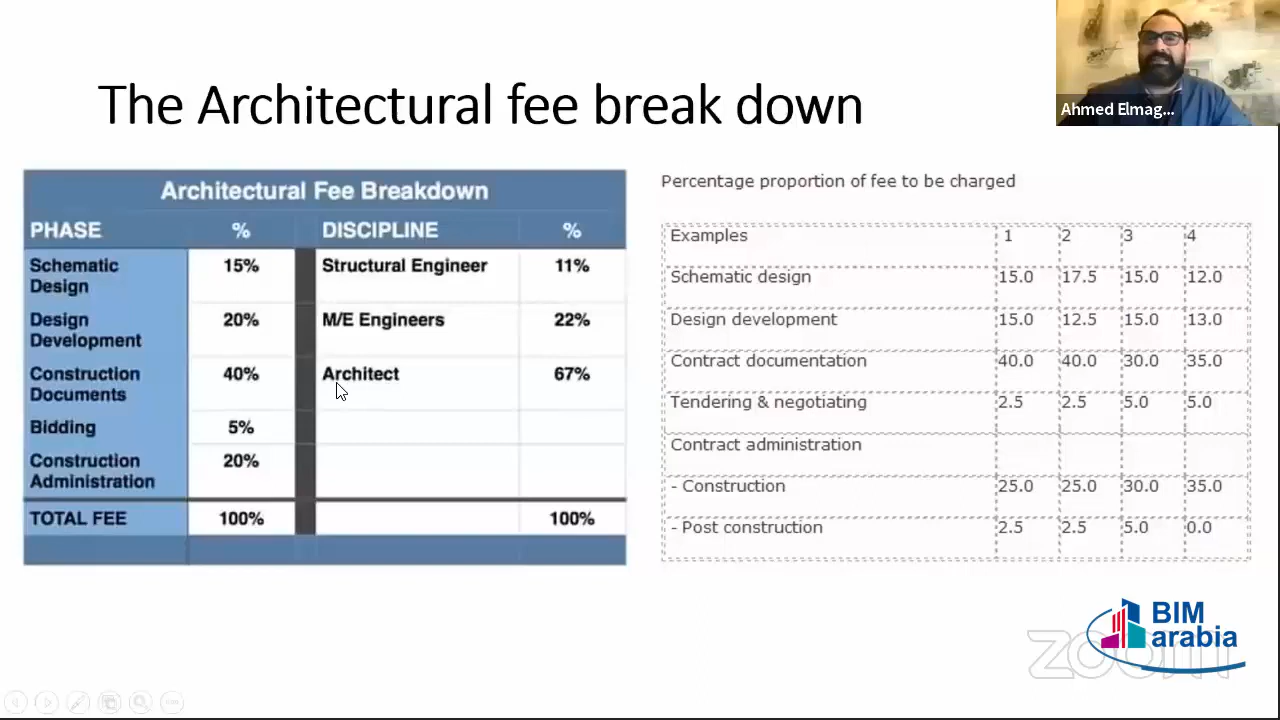 The Architectural fee break down
Ahmed Elmag...
Architectural Fee Breakdown
PHASE % DISCIPLINE %
Schematic Design 15% Structural Engineer 11%
Design Development 20% M/E Engineers 22%
Construction Documents 40% Architect 67%
Bidding 5%
Construction Administration 20%
TOTAL FEE 100% 100%
Percentage proportion of fee to be charged
Examples 1 2 3 4
Schematic design 15.0 17.5 15.0 12.0
Design development 15.0 12.5 15.0 13.0
Contract documentation 40.0 40.0 30.0 35.0
Tendering & negotiating 2.5 2.5 5.0 5.0
Contract administration
- Construction 25.0 25.0 30.0 35.0
- Post construction 2.5 2.5 5.0 0.0
BIM
arabia
zoom